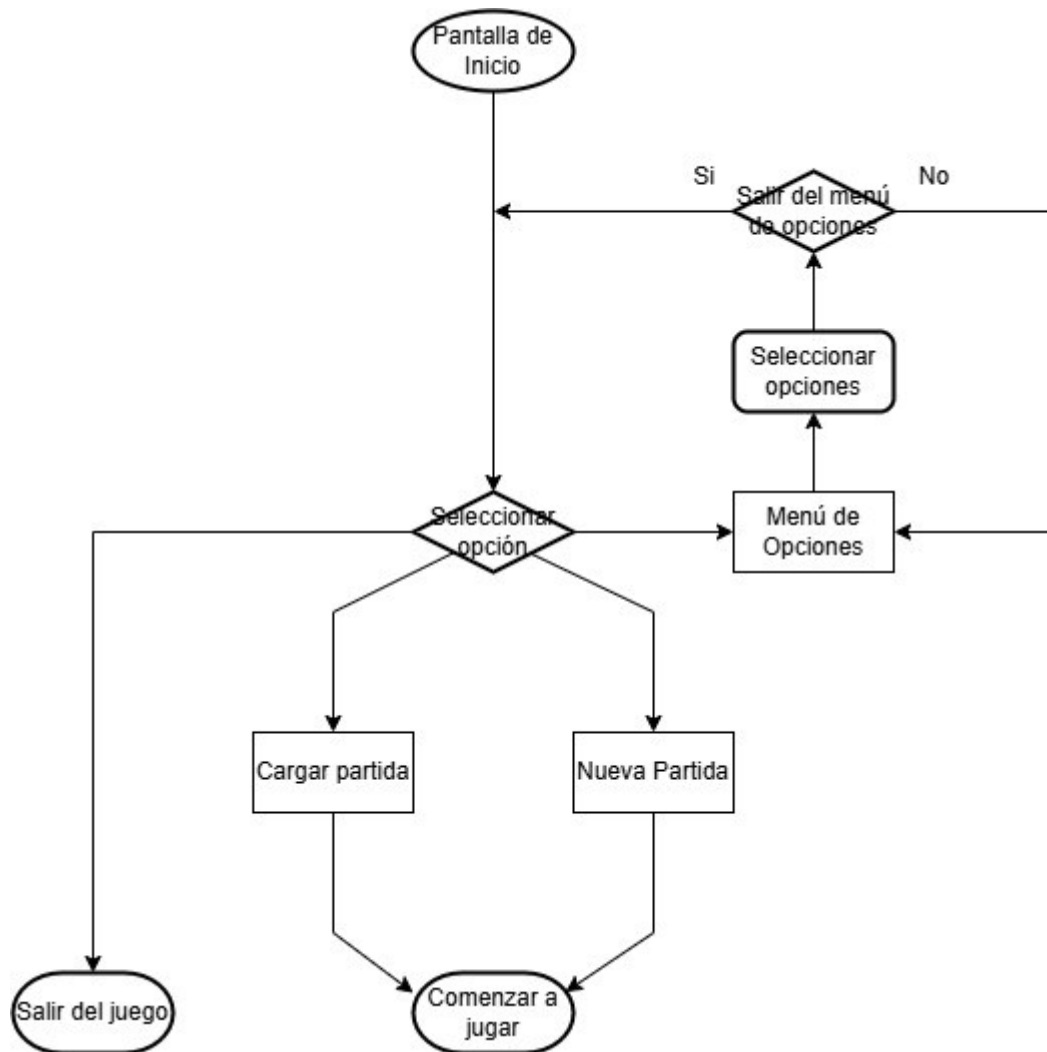 Pantalla de
Inicio
Si
No
Salir del menú
de opciones
Seleccionar
opciones
Seleccionar
opción
Menú de
Opciones
Cargar partida
Nueva Partida
Salir del juego
Comenzar a
jugar